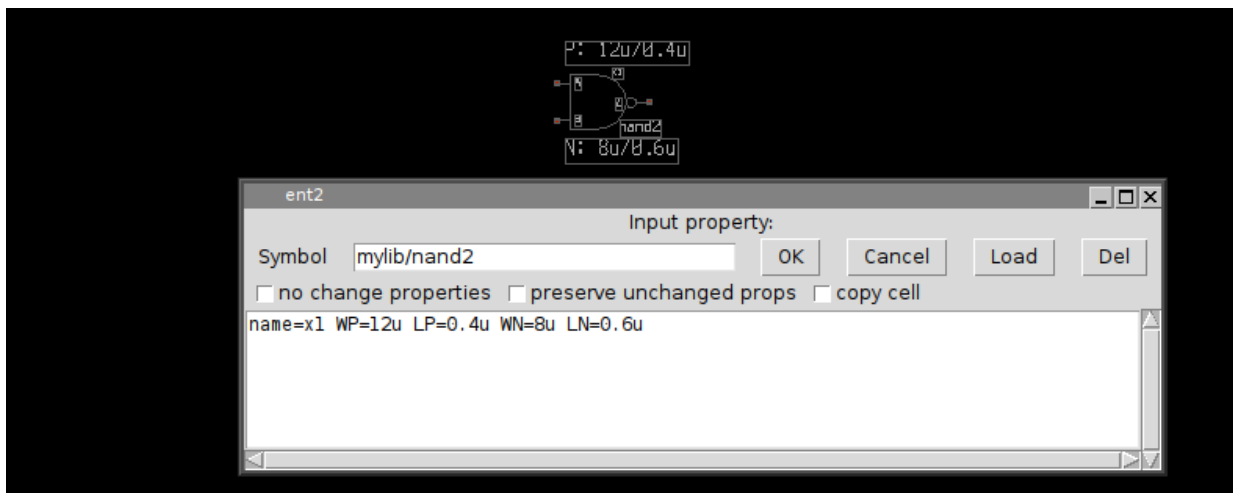 P: 12u/0.4u
x1
A
Z
B
nand2
N: 8u/0.6u
ent2
Input property:
Symbol mylib/nand2 OK Cancel Load Del
no change properties preserve unchanged props copy cell
name=x1 WP=12u LP=0.4u WN=8u LN=0.6u